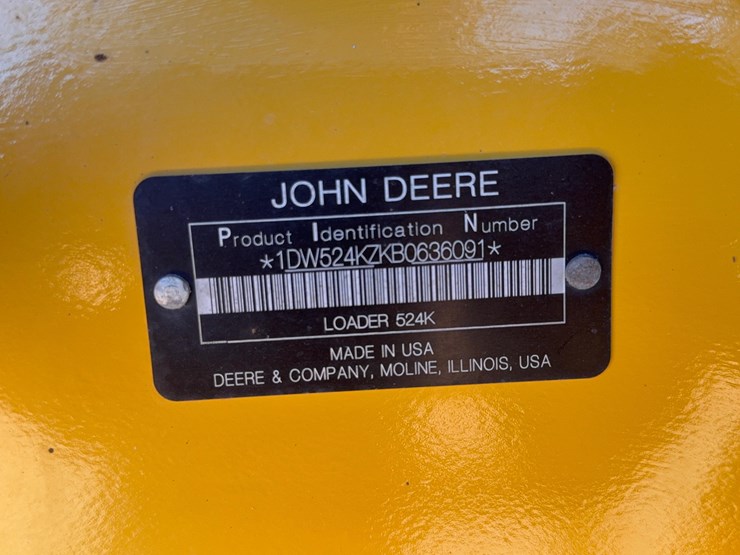 JOHN DEERE
Product Identification Number
*1DW524KZKB0636091*
LOADER 524K
MADE IN USA
DEERE & COMPANY, MOLINE, ILLINOIS, USA